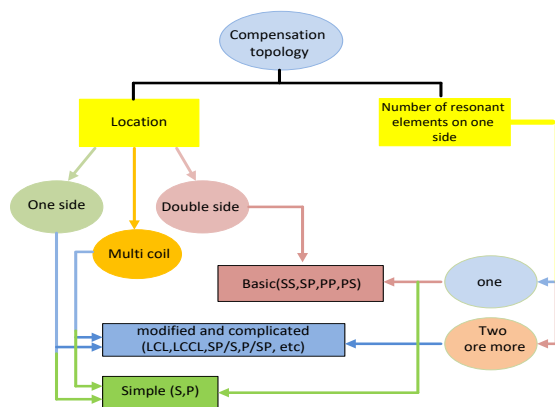 Compensation
topology
Location
Number of resonant
elements on one
side
One side
Double side
Multi coil
Basic(SS,SP,PP,PS)
one
modified and complicated
(LCL,LCCL,SP/S,P/SP, etc)
Two
ore more
Simple (S,P)